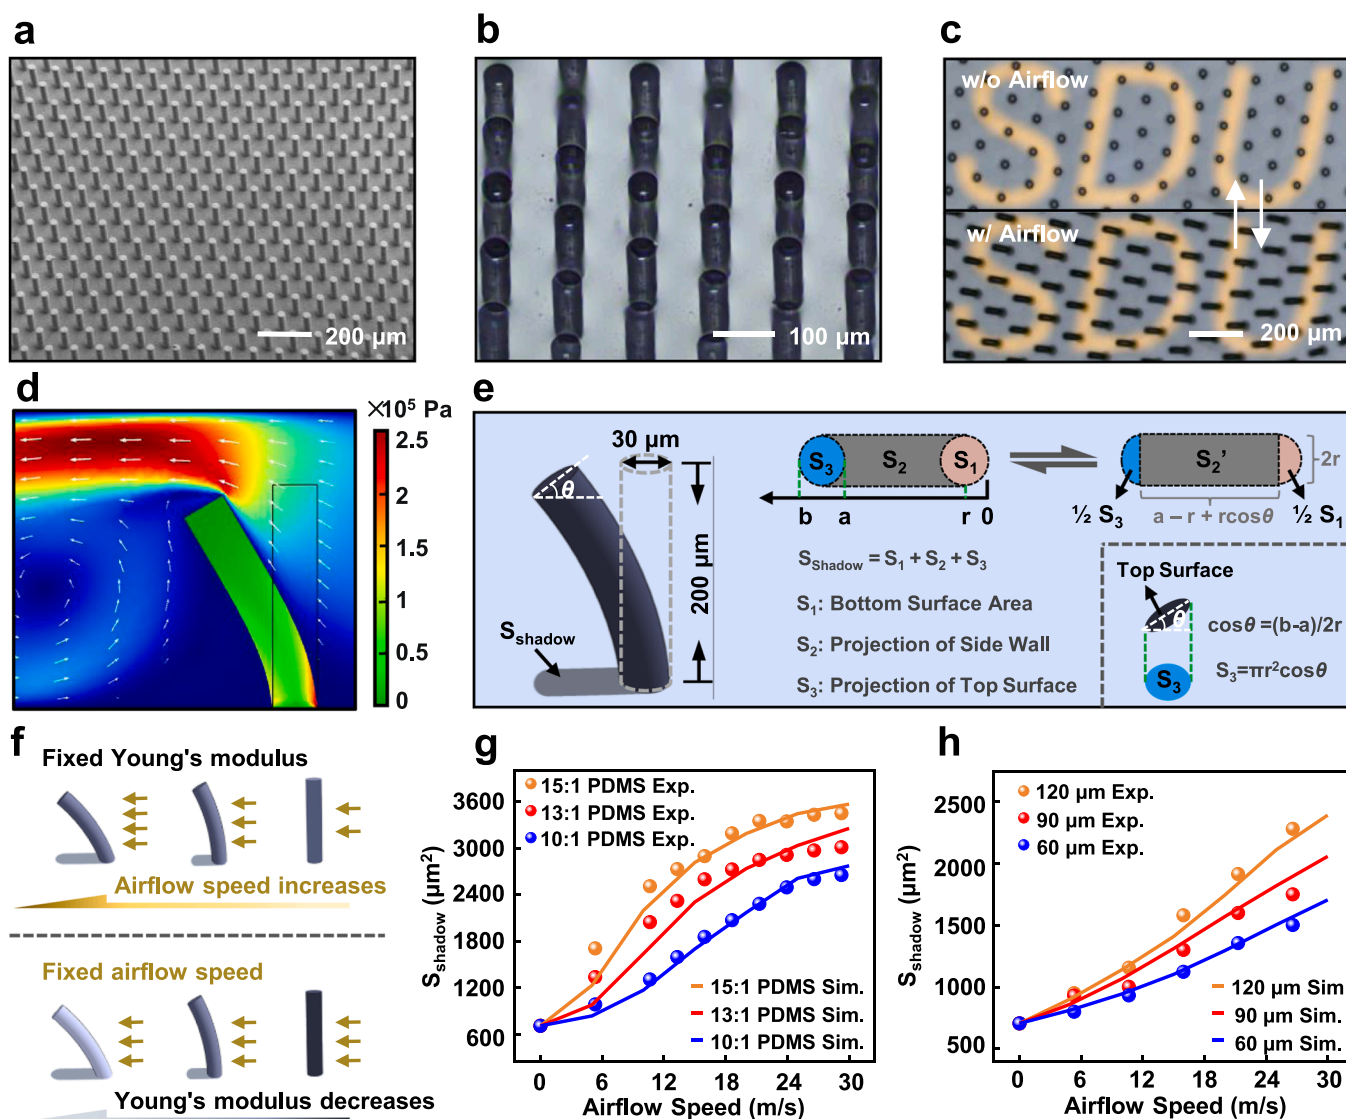 a
200 μm
b
100 μm
c
w/o Airflow
SDU
w/ Airflow
SDU
200 μm
d
×10⁵ Pa
2.5
2
1.5
1
0.5
0
e
30 μm
θ
200 μm
S_shadow
S₃
S₂
S₁
b
a
r
0
S₂'
2r
½ S₃
a – r + rcosθ
½ S₁
S_Shadow = S₁ + S₂ + S₃
S₁: Bottom Surface Area
S₂: Projection of Side Wall
S₃: Projection of Top Surface
Top Surface
θ
cosθ =(b-a)/2r
S₃
S₃=πr²cosθ
f
Fixed Young's modulus
Airflow speed increases
Fixed airflow speed
Young's modulus decreases
g
15:1 PDMS Exp.
13:1 PDMS Exp.
10:1 PDMS Exp.
S_shadow (μm²)
3600
3000
2400
1800
1200
600
15:1 PDMS Sim.
13:1 PDMS Sim.
10:1 PDMS Sim.
0 6 12 18 24 30
Airflow Speed (m/s)
h
120 μm Exp.
90 μm Exp.
60 μm Exp.
S_shadow (μm²)
2500
2000
1500
1000
500
120 μm Sim.
90 μm Sim.
60 μm Sim.
0 6 12 18 24 30
Airflow Speed (m/s)